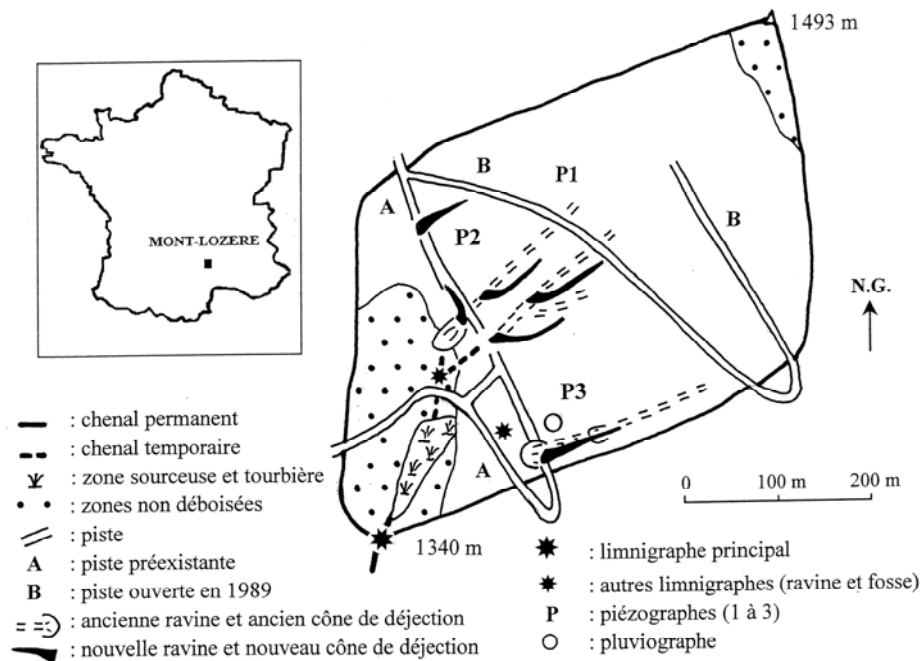 1493 m
MONT-LOZERE
B
P1
A
P2
B
N.G.
P3
A
0 100 m 200 m
1340 m
: chenal permanent
: chenal temporaire
: zone sourceuse et tourbière
: zones non déboisées
: piste
A : piste préexistante
B : piste ouverte en 1989
: ancienne ravine et ancien cône de déjection
: nouvelle ravine et nouveau cône de déjection
: limnigraphe principal
: autres limnigraphes (ravine et fosse)
P : piézographes (1 à 3)
: pluviographe